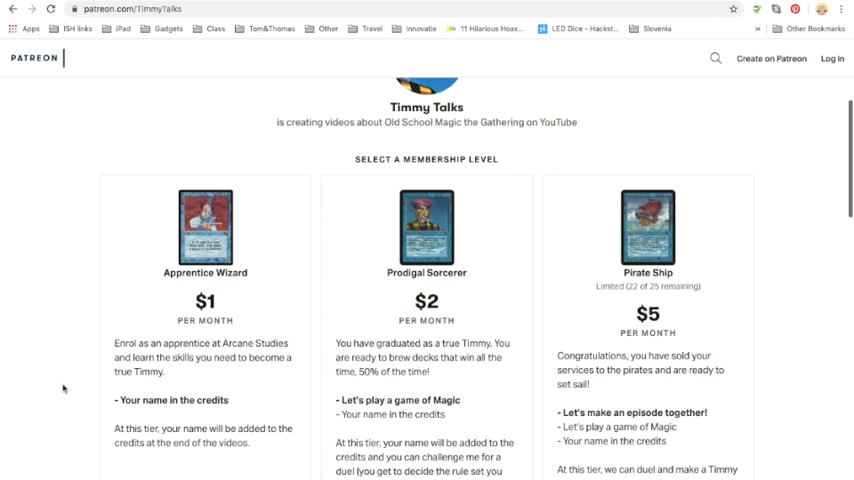 patreon.com/TimmyTalks
Apps ISH links iPad Gadgets Class Tom&Thomas Other Travel Innovatie 11 Hilarious Hoax... LED Dice - Hackst... Slovenia » Other Bookmarks
PATREON Create on Patreon Log in
Timmy Talks
is creating videos about Old School Magic the Gathering on YouTube
SELECT A MEMBERSHIP LEVEL
Apprentice Wizard
$1
PER MONTH
Enrol as an apprentice at Arcane Studies
and learn the skills you need to become a
true Timmy.
- Your name in the credits
At this tier, your name will be added to the
credits at the end of the videos.
Prodigal Sorcerer
$2
PER MONTH
You have graduated as a true Timmy. You
are ready to brew decks that win all the
time, 50% of the time!
- Let's play a game of Magic
- Your name in the credits
At this tier, your name will be added to the
credits and you can challenge me for a
duel (you get to decide the rule set you
Pirate Ship
Limited (22 of 25 remaining)
$5
PER MONTH
Congratulations, you have sold your
services to the pirates and are ready to
set sail!
- Let's make an episode together!
- Let's play a game of Magic
- Your name in the credits
At this tier, we can duel and make a Timmy